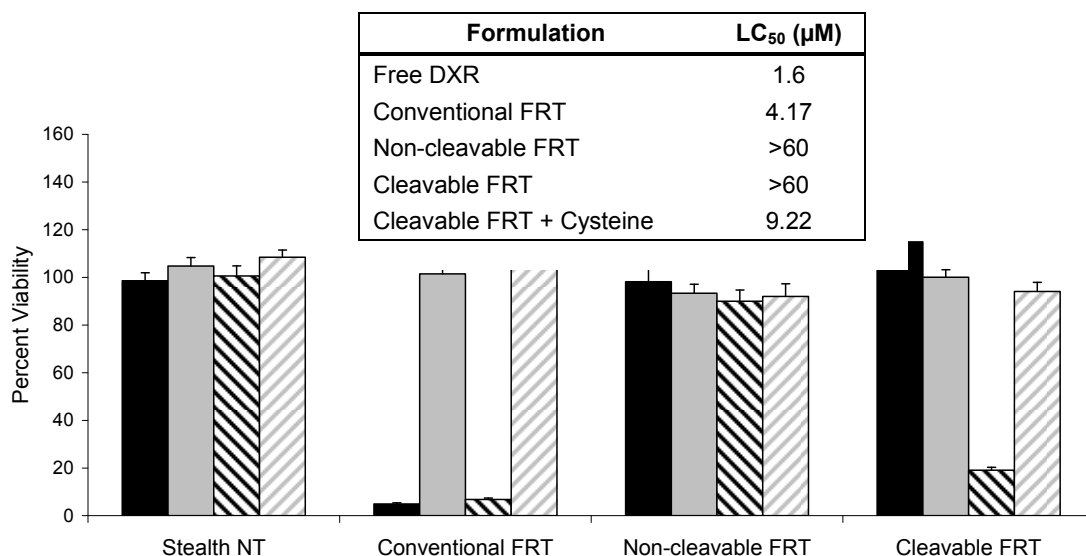 Formulation LC50 (µM)
Free DXR 1.6
Conventional FRT 4.17
Non-cleavable FRT >60
Cleavable FRT >60
Cleavable FRT + Cysteine 9.22
Percent Viability
160
140
120
100
80
60
40
20
0
Stealth NT Conventional FRT Non-cleavable FRT Cleavable FRT